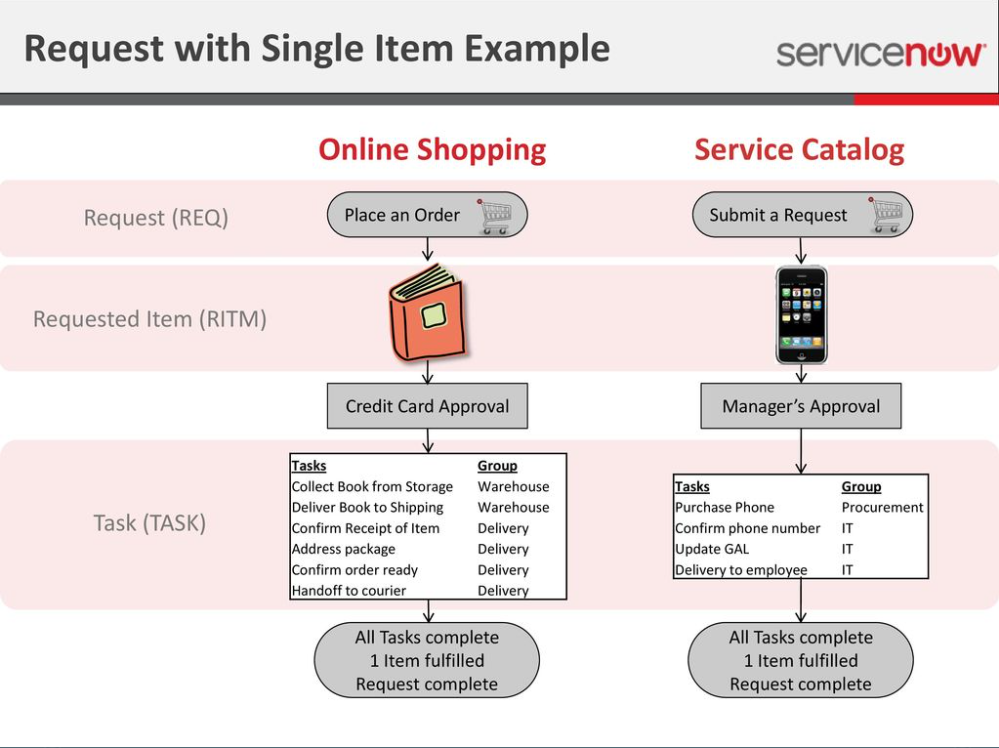 Request with Single Item Example
servicenow
Online Shopping
Service Catalog
Request (REQ)
Place an Order
Submit a Request
Requested Item (RITM)
Credit Card Approval
Manager's Approval
Task (TASK)
Tasks Group
Collect Book from Storage Warehouse
Deliver Book to Shipping Warehouse
Confirm Receipt of Item Delivery
Address package Delivery
Confirm order ready Delivery
Handoff to courier Delivery
Tasks Group
Purchase Phone Procurement
Confirm phone number IT
Update GAL IT
Delivery to employee IT
All Tasks complete
1 Item fulfilled
Request complete
All Tasks complete
1 Item fulfilled
Request complete